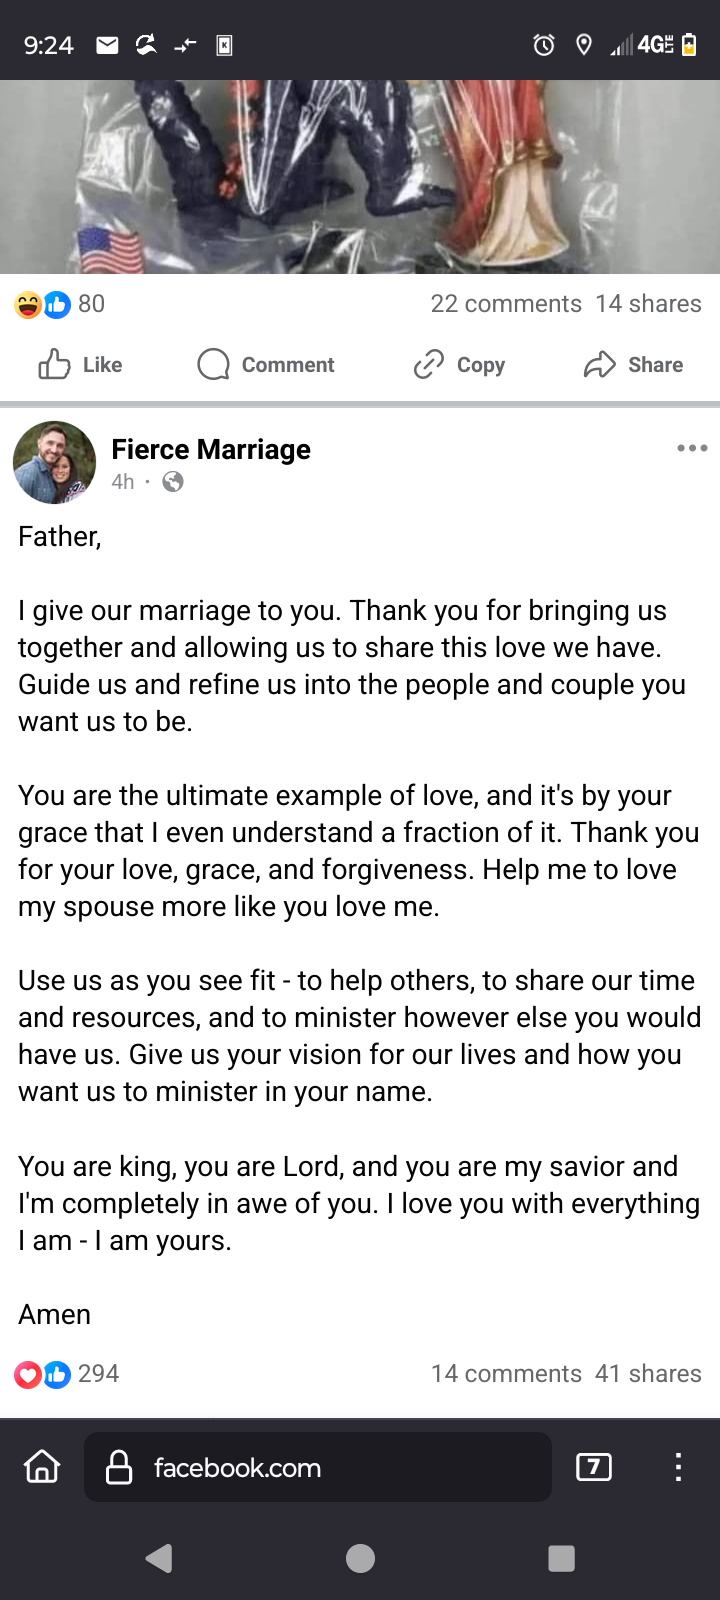 9:24
4G LTE
80
22 comments 14 shares
Like
Comment
Copy
Share
Fierce Marriage
4h ·
Father,
I give our marriage to you. Thank you for bringing us
together and allowing us to share this love we have.
Guide us and refine us into the people and couple you
want us to be.
You are the ultimate example of love, and it's by your
grace that I even understand a fraction of it. Thank you
for your love, grace, and forgiveness. Help me to love
my spouse more like you love me.
Use us as you see fit - to help others, to share our time
and resources, and to minister however else you would
have us. Give us your vision for our lives and how you
want us to minister in your name.
You are king, you are Lord, and you are my savior and
I'm completely in awe of you. I love you with everything
I am - I am yours.
Amen
294
14 comments 41 shares
facebook.com
7